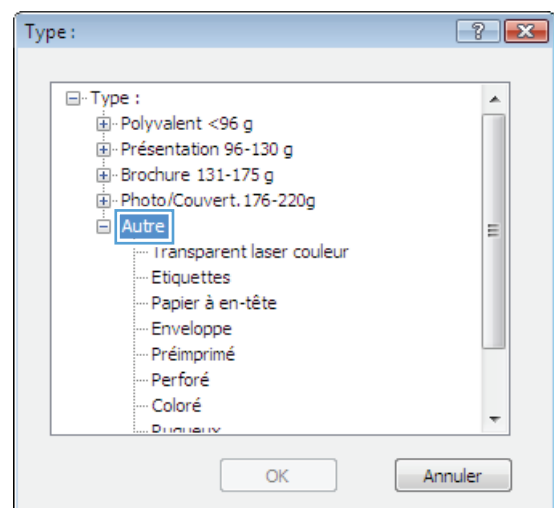 Type :
Type :
Polyvalent <96 g
Présentation 96-130 g
Brochure 131-175 g
Photo/Couvert. 176-220g
Autre
Transparent laser couleur
Etiquettes
Papier à en-tête
Enveloppe
Préimprimé
Perforé
Coloré
Rugueux
OK
Annuler